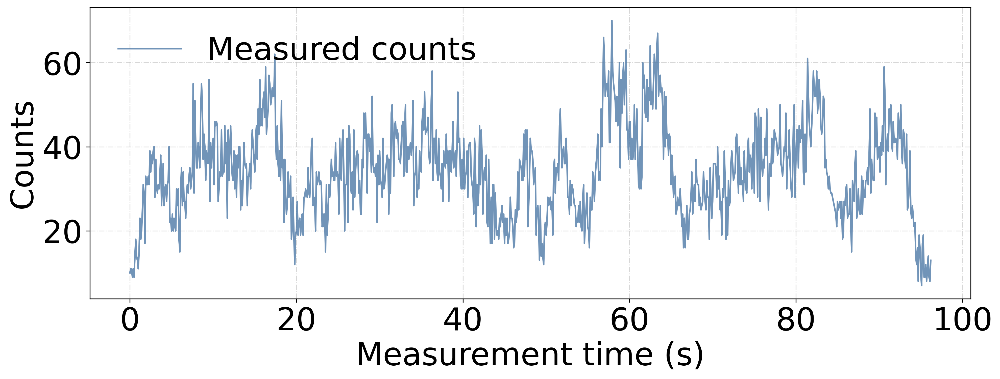 Measured counts
60
40
20
Counts
0 20 40 60 80 100
Measurement time (s)